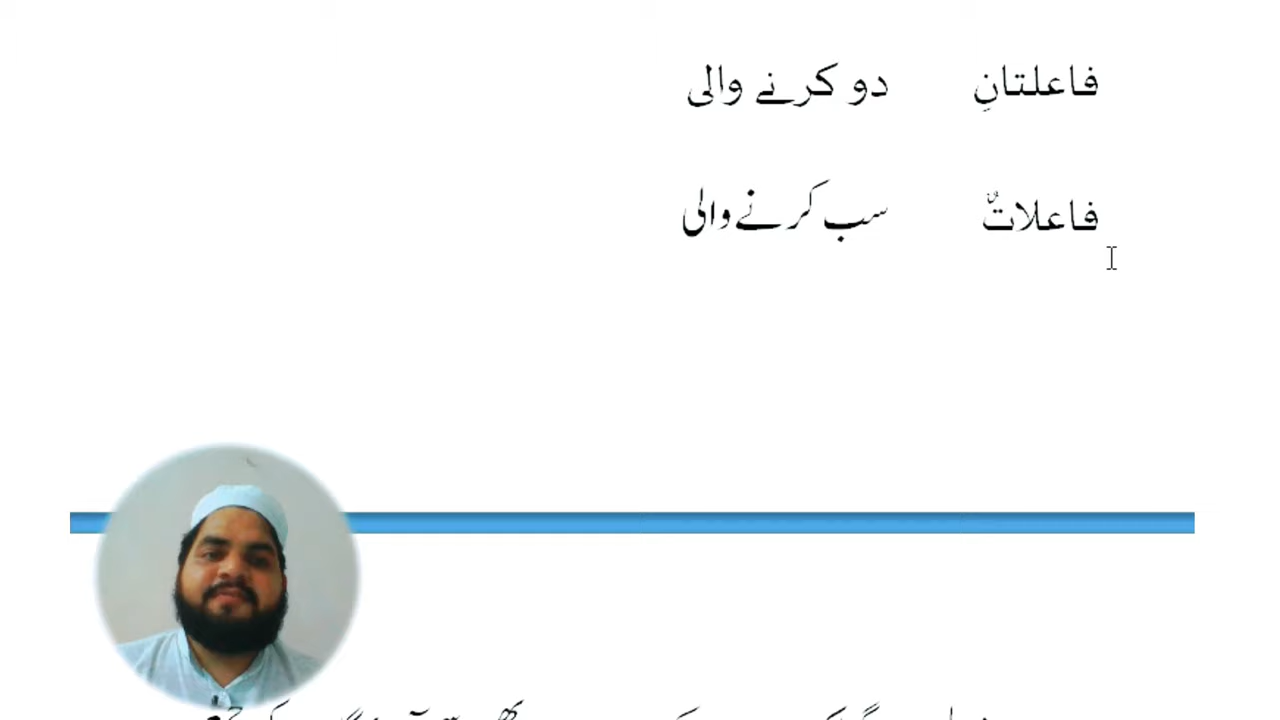 فاعلتانِ دو کرنے والی
فاعلاتٌ سب کرنے والی